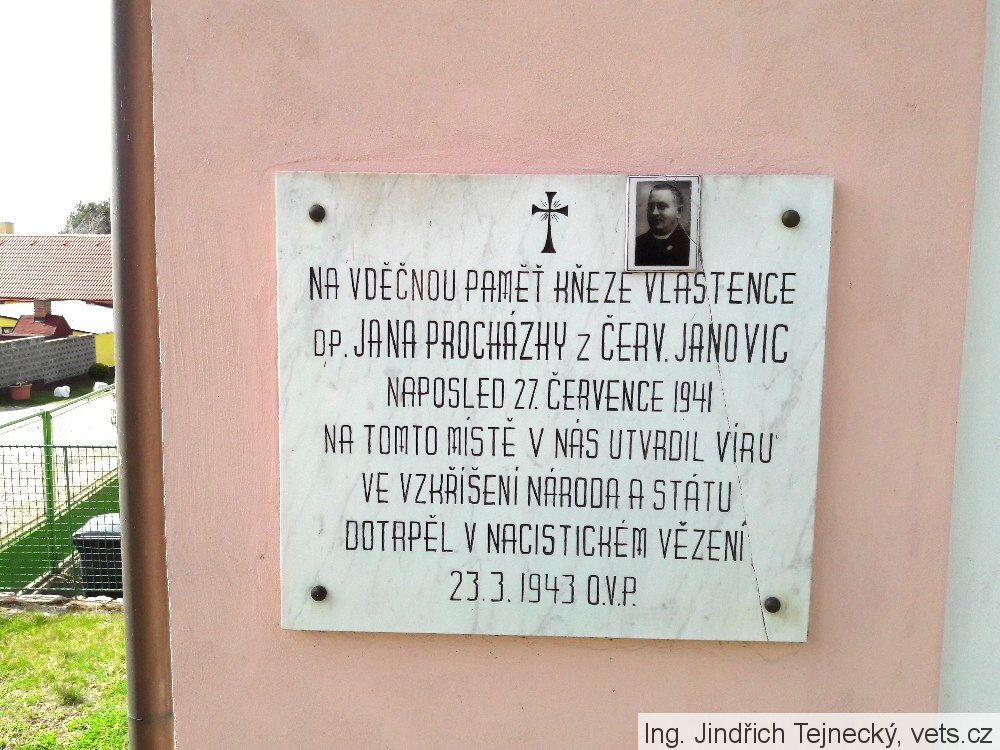 NA VDĚČNOU PAMĚŤ KŇEZE VLASTENCE
DP. JANA PROCHÁZKY Z ČERV. JANOVIC
NAPOSLED 27. ČERVENCE 1941
NA TOMTO MÍSTĚ V NÁS UTVRDIL VÍRU
VE VZKŘÍŠENÍ NÁRODA A STÁTU
DOTRPĚL V NACISTICKÉM VĚZENÍ
23.3.1943 O.V.P.
Ing. Jindřich Tejnecký, vets.cz